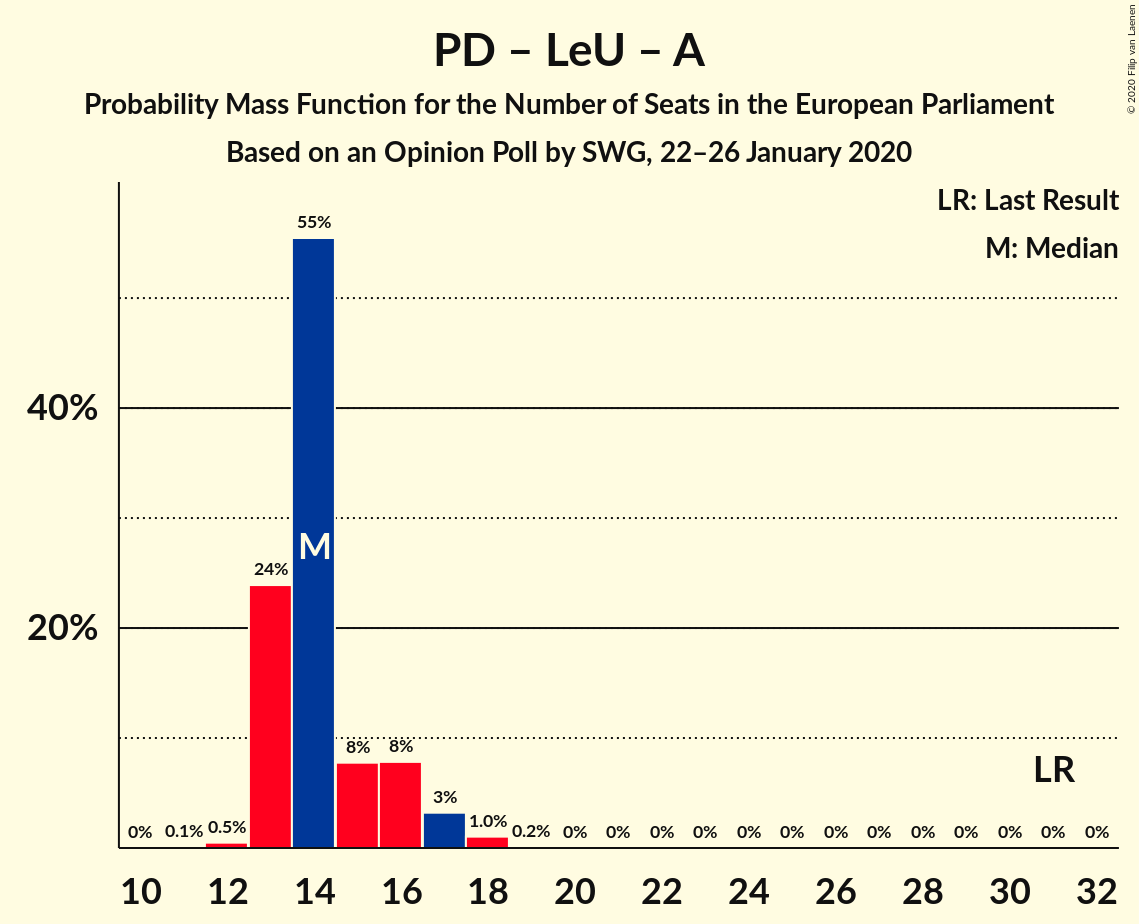 PD – LeU – A
Probability Mass Function for the Number of Seats in the European Parliament
Based on an Opinion Poll by SWG, 22–26 January 2020
© 2020 Filip van Laenen
LR: Last Result
M: Median
55%
40%
M
24%
20%
8% 8%
LR
3%
0% 0.1% 0.5% 1.0% 0.2% 0% 0% 0% 0% 0% 0% 0% 0% 0% 0% 0% 0% 0%
10 12 14 16 18 20 22 24 26 28 30 32